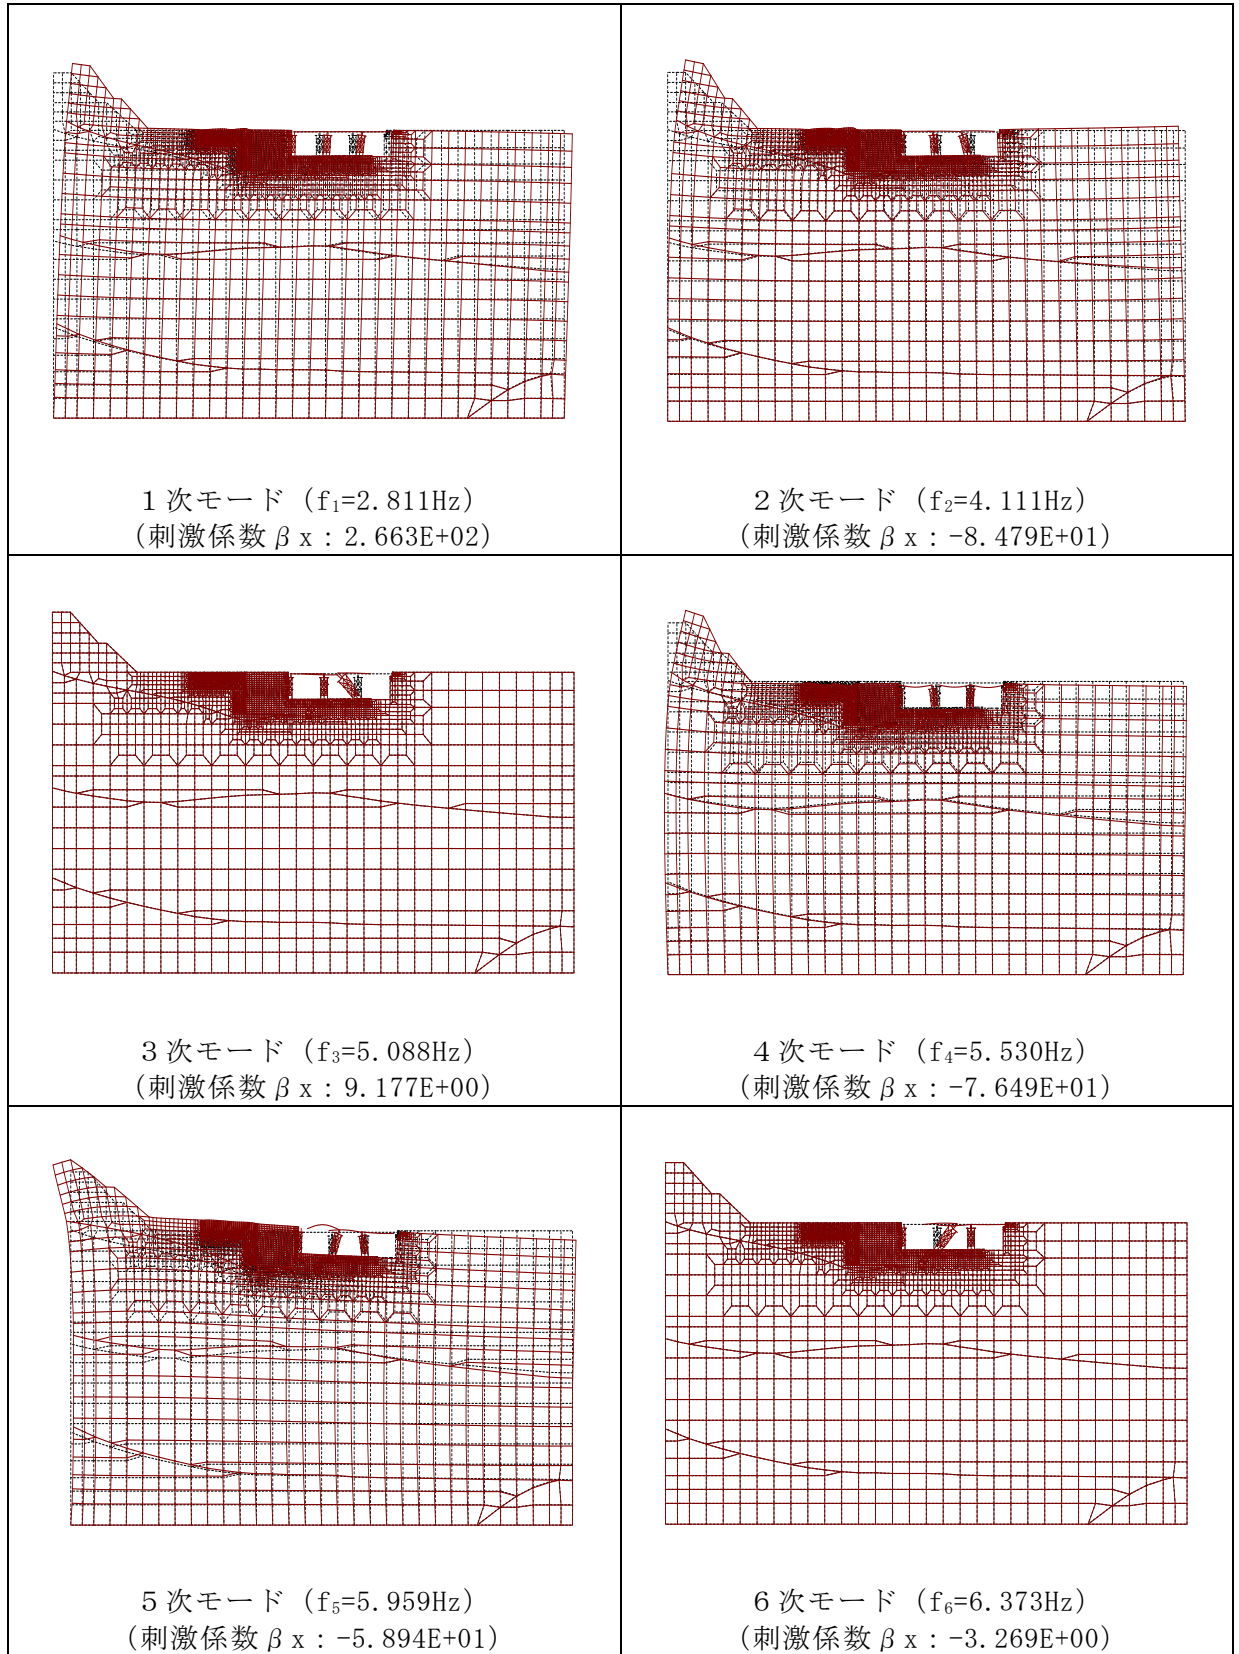 1次モード (f₁=2.811Hz)
(刺激係数βx:2.663E+02)
2次モード (f₂=4.111Hz)
(刺激係数βx:-8.479E+01)
3次モード (f₃=5.088Hz)
(刺激係数βx:9.177E+00)
4次モード (f₄=5.530Hz)
(刺激係数βx:-7.649E+01)
5次モード (f₅=5.959Hz)
(刺激係数βx:-5.894E+01)
6次モード (f₆=6.373Hz)
(刺激係数βx:-3.269E+00)